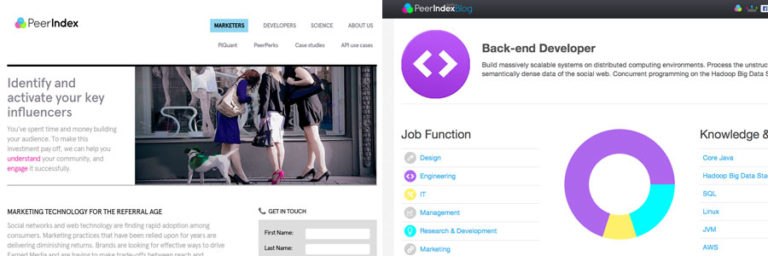 PeerIndex
MARKETERS DEVELOPERS SCIENCE ABOUT US
PiQuant PeerPerks Case studies API use cases
Identify and
activate your key
influencers
You've spent time and money building
your audience. To make this
investment pay off, we can help you
understand your community, and
engage it successfully.
MARKETING TECHNOLOGY FOR THE REFERRAL AGE
Social networks and web technology are finding rapid adoption among
consumers. Marketing practices that have been relied upon for years are
delivering diminishing returns. Brands are looking for effective ways to drive
Earned Media and are having to make trade-offs between reach and
GET IN TOUCH
First Name:
Last Name:
PeerIndexBlog
Back-end Developer
Build massively scalable systems on distributed computing environments. Process the unstruc
semantically dense data of the social web. Concurrent programming on the Hadoop Big Data S
Job Function
Design
Engineering
IT
Management
Research & Development
Marketing
Knowledge &
Core Java
Hadoop Big Data Stac
SQL
Linux
JVM
AWS